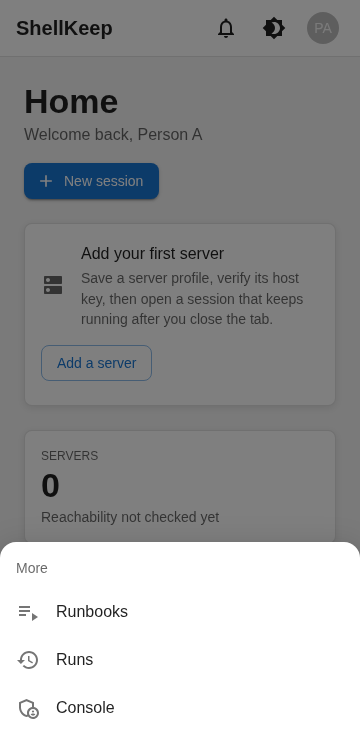 ShellKeep
PA
Home
Welcome back, Person A
New session
Add your first server
Save a server profile, verify its host
key, then open a session that keeps
running after you close the tab.
Add a server
SERVERS
0
Reachability not checked yet
More
Runbooks
Runs
Console